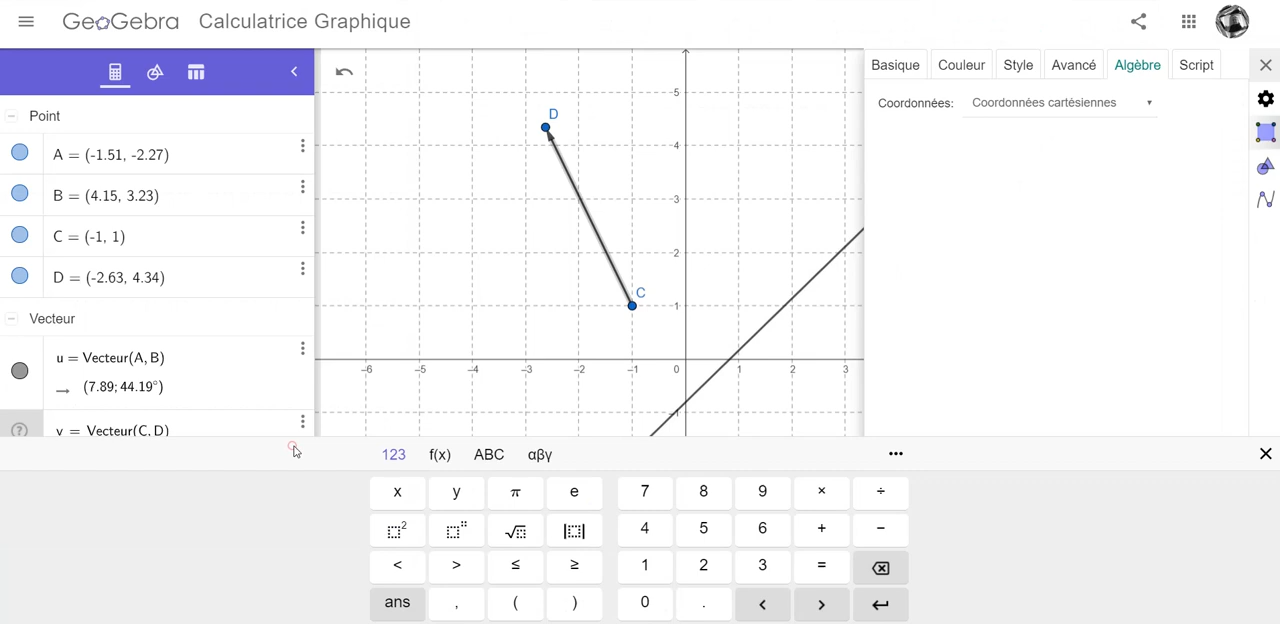 GeoGebra Calculatrice Graphique
Basique Couleur Style Avancé Algèbre Script
Coordonnées: Coordonnées cartésiennes
Point
A = (-1.51, -2.27)
B = (4.15, 3.23)
C = (-1, 1)
D = (-2.63, 4.34)
Vecteur
u = Vecteur(A, B)
→ (7.89; 44.19°)
v = Vecteur(C, D)
D
C
5
4
3
2
1
-6 -5 -4 -3 -2 -1 0 1 2 3
-1
123 f(x) ABC αβγ
x y π e 7 8 9 × ÷
4 5 6 + −
< > ≤ ≥ 1 2 3 =
ans , ( ) 0 . < >